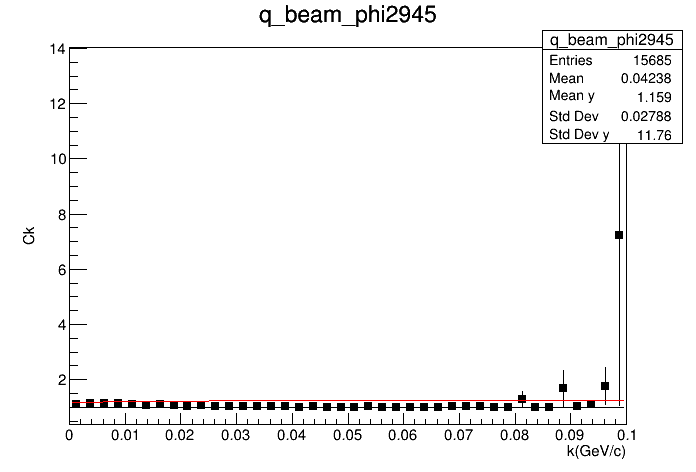 q_beam_phi2945
q_beam_phi2945
Entries 15685
Mean 0.04238
Mean y 1.159
Std Dev 0.02788
Std Dev y 11.76
14
12
10
8
6
4
2
Ck
0 0.01 0.02 0.03 0.04 0.05 0.06 0.07 0.08 0.09 0.1
k(GeV/c)